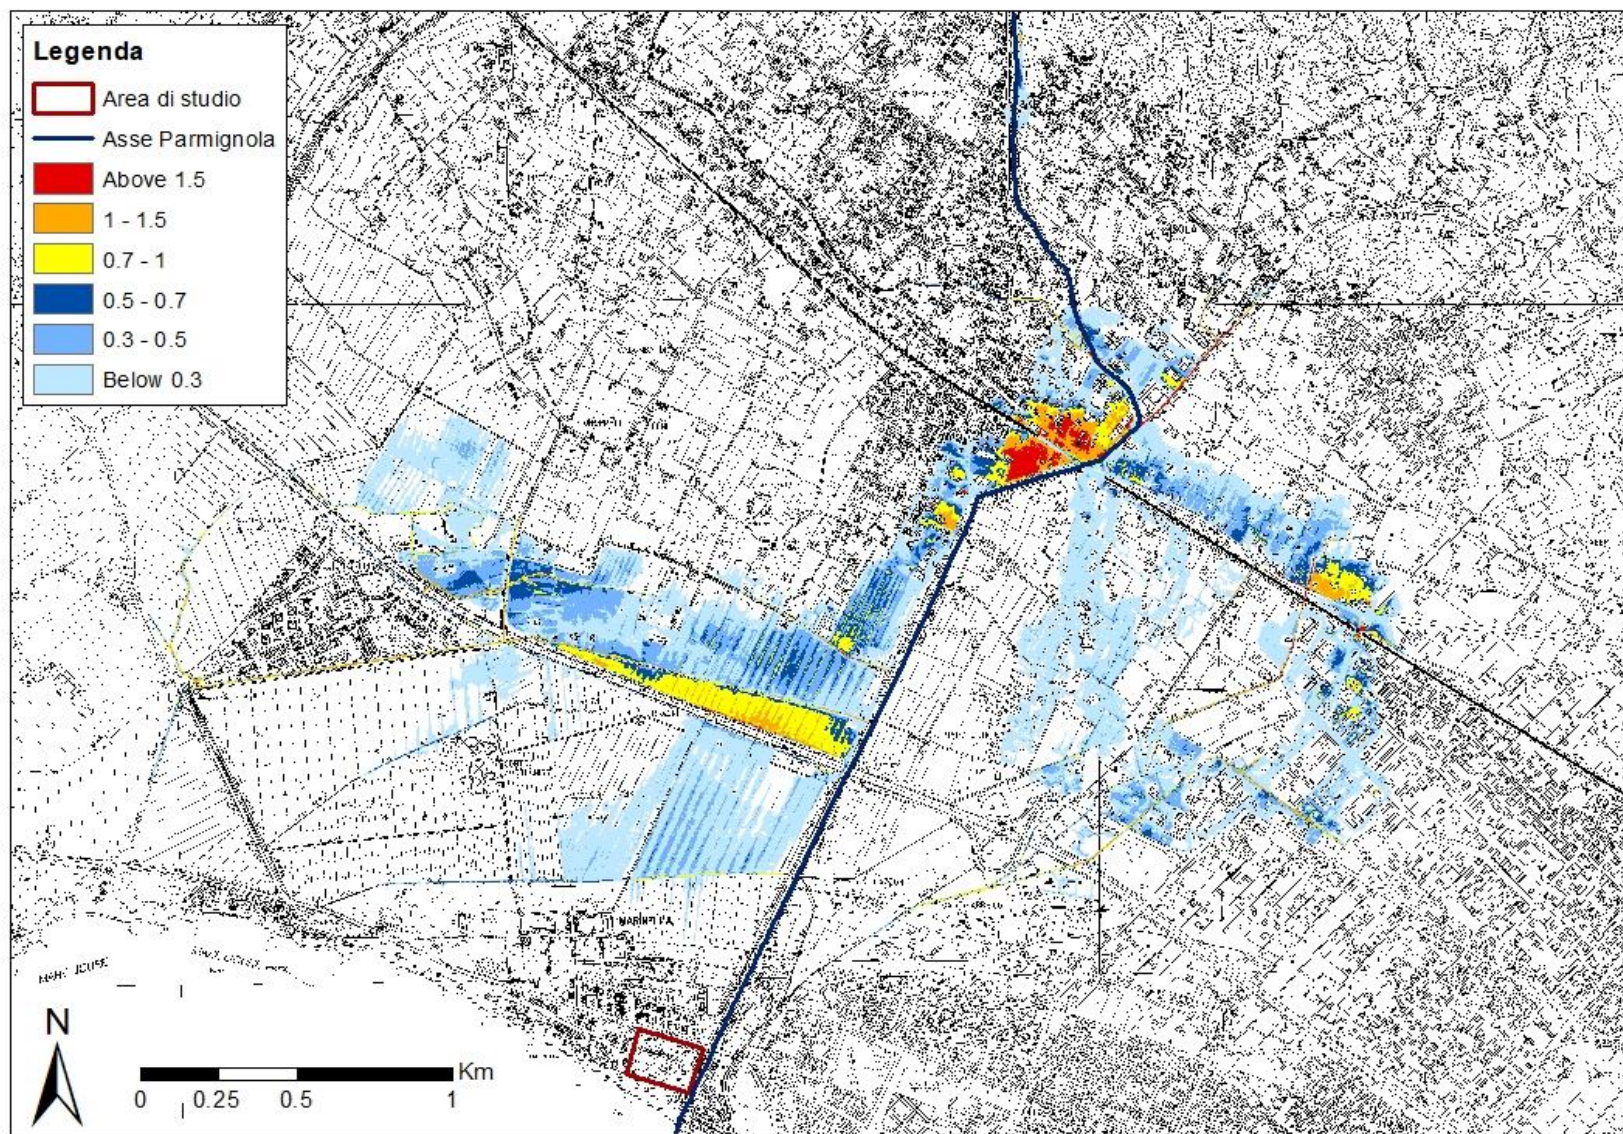 Legenda
Area di studio
Asse Parmignola
Above 1.5
1 - 1.5
0.7 - 1
0.5 - 0.7
0.3 - 0.5
Below 0.3
MARINELLA
N
Km
0 0.25 0.5 1